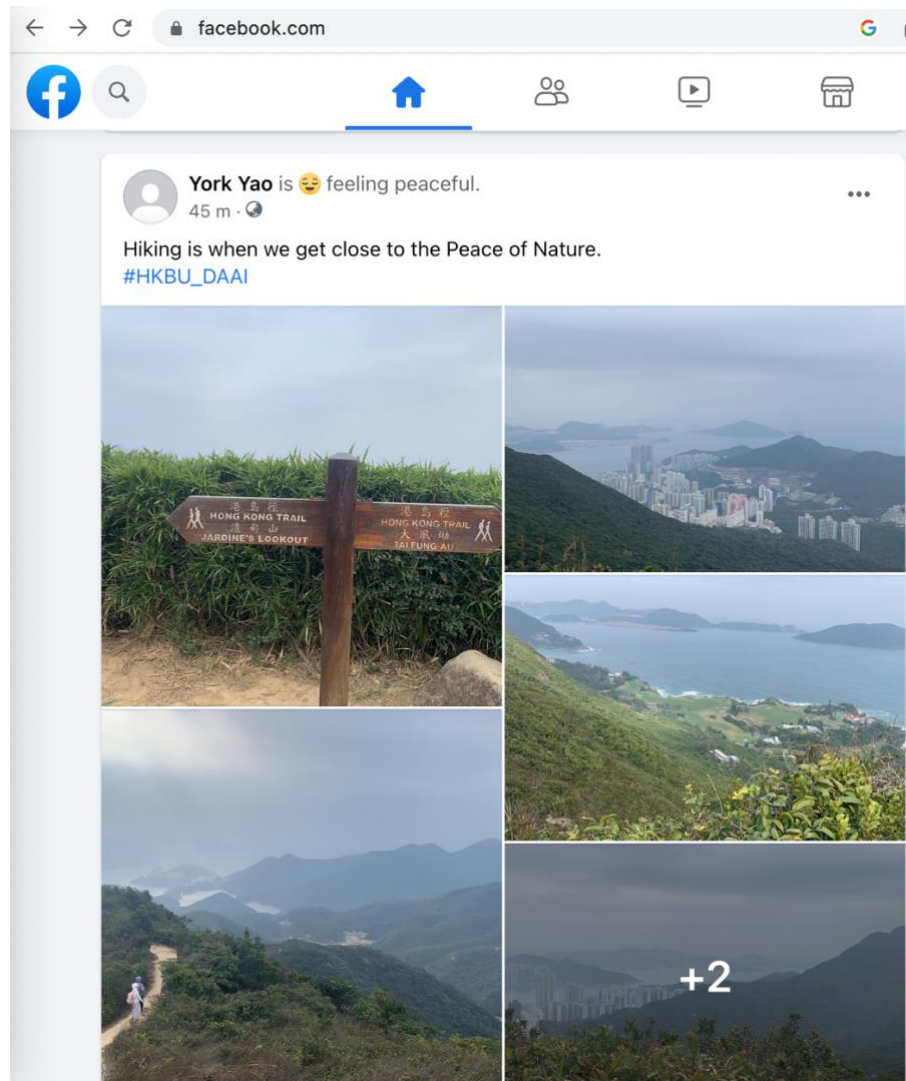 facebook.com
York Yao is 😌 feeling peaceful.
45 m ·
Hiking is when we get close to the Peace of Nature.
#HKBU_DAAI
港島徑
HONG KONG TRAIL
渣甸山
JARDINE'S LOOKOUT
港島徑
HONG KONG TRAIL
大風坳
TAI FUNG AU
+2